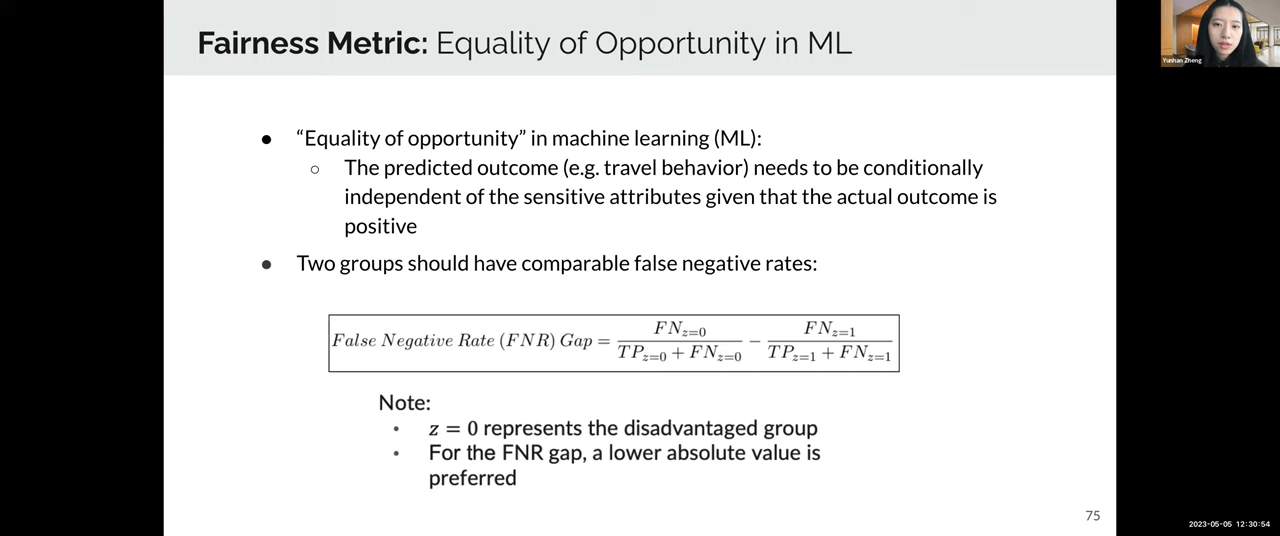 Fairness Metric: Equality of Opportunity in ML
Yunhan Zheng
● “Equality of opportunity” in machine learning (ML):
○ The predicted outcome (e.g. travel behavior) needs to be conditionally
independent of the sensitive attributes given that the actual outcome is
positive
● Two groups should have comparable false negative rates:
False Negative Rate (FNR) Gap = FN_{z=0} / (TP_{z=0} + FN_{z=0}) − FN_{z=1} / (TP_{z=1} + FN_{z=1})
Note:
• z = 0 represents the disadvantaged group
• For the FNR gap, a lower absolute value is
preferred
75
2023-05-05 12:30:54